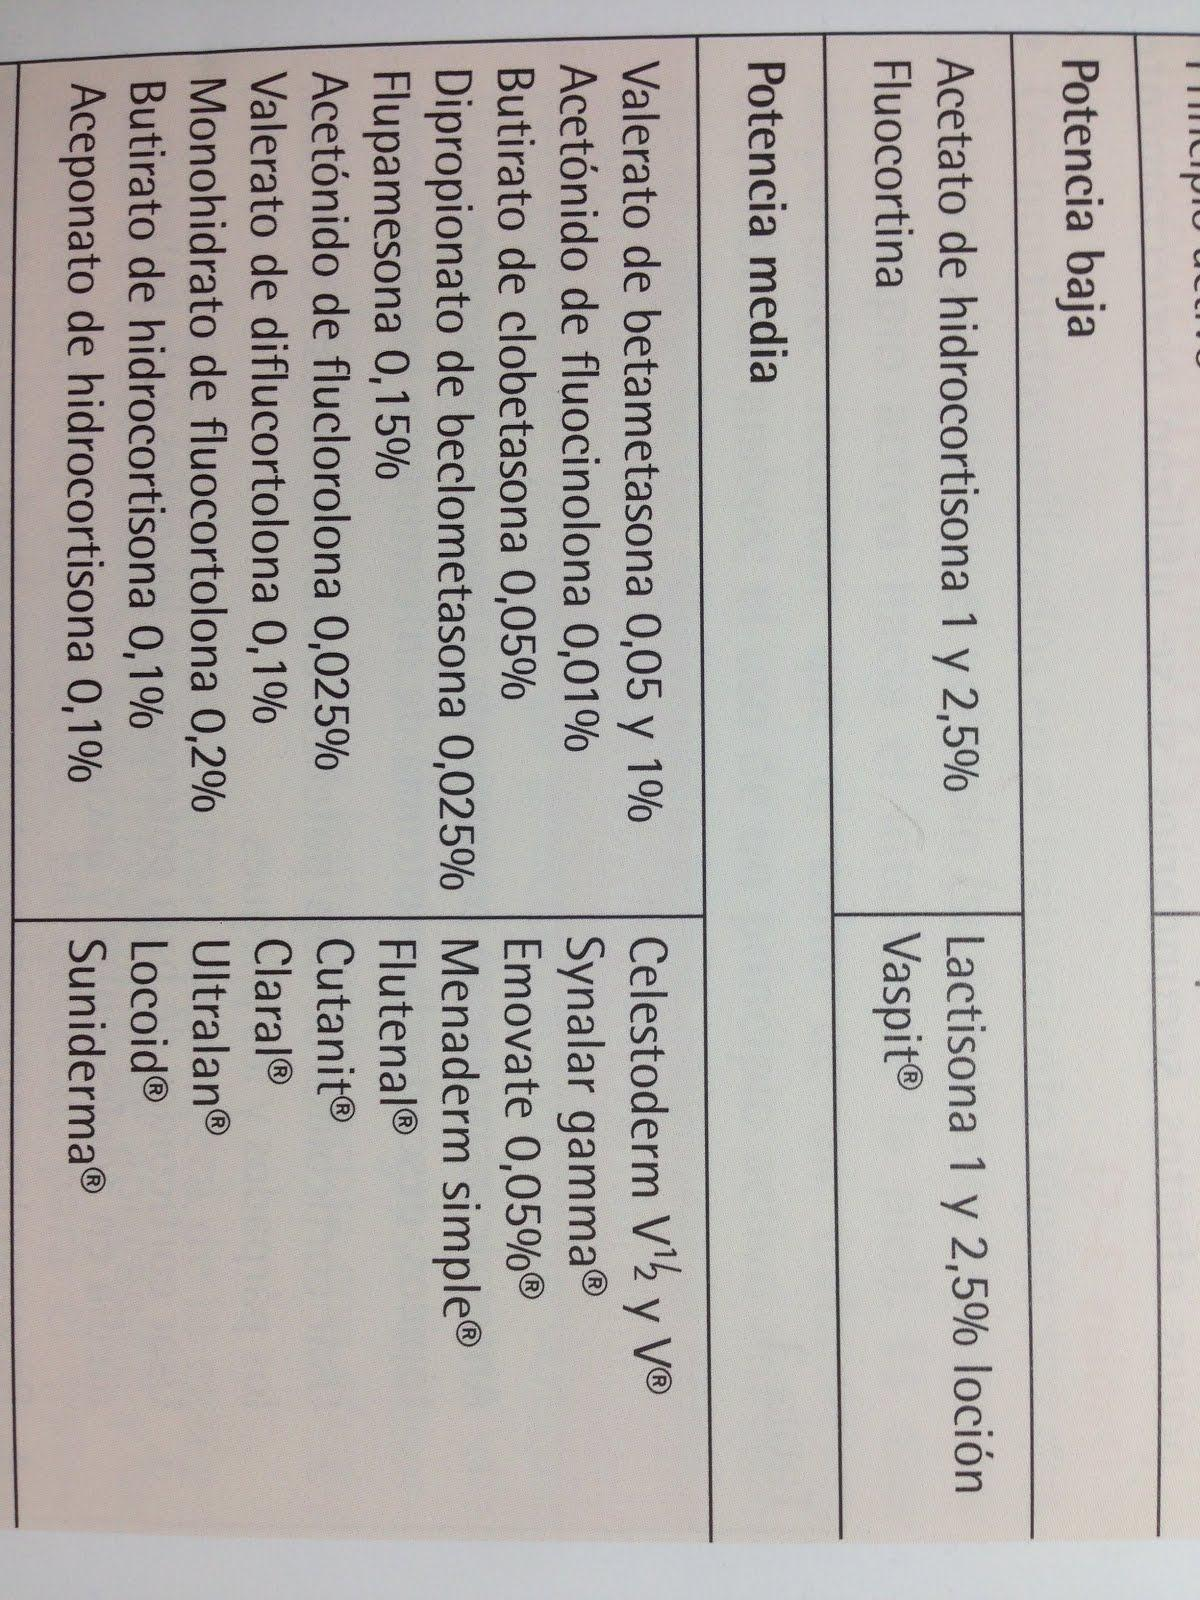 Potencia baja
Acetato de hidrocortisona 1 y 2,5% Lactisona 1 y 2,5% loción
Fluocortina Vaspit®
Potencia media
Valerato de betametasona 0,05 y 1% Celestoderm V½ y V®
Acetónido de fluocinolona 0,01% Synalar gamma®
Butirato de clobetasona 0,05% Emovate 0,05%®
Dipropionato de beclometasona 0,025% Menaderm simple®
Flupamesona 0,15% Flutenal®
Acetónido de fluclorolona 0,025% Cutanit®
Valerato de diflucortolona 0,1% Claral®
Monohidrato de fluocortolona 0,2% Ultralan®
Butirato de hidrocortisona 0,1% Locoid®
Aceponato de hidrocortisona 0,1% Suniderma®